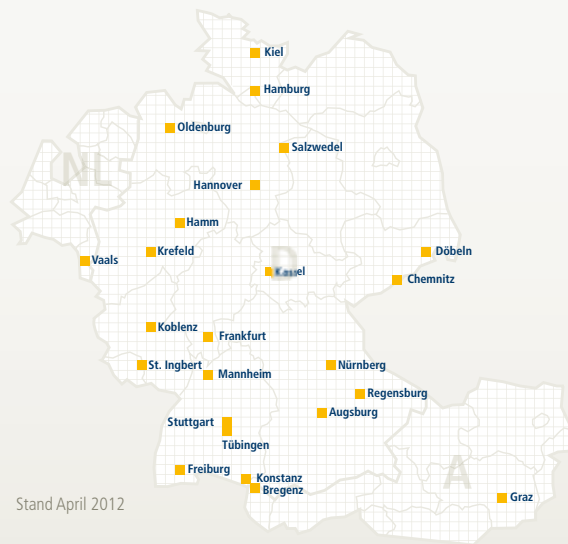 Kiel
Hamburg
Oldenburg
Salzwedel
NL
Hannover
Hamm
Krefeld
Döbeln
Vaals
D
Kassel
Chemnitz
Koblenz
Frankfurt
St. Ingbert
Nürnberg
Mannheim
Regensburg
Augsburg
Stuttgart
Tübingen
Freiburg
A
Konstanz
Bregenz
Graz
Stand April 2012